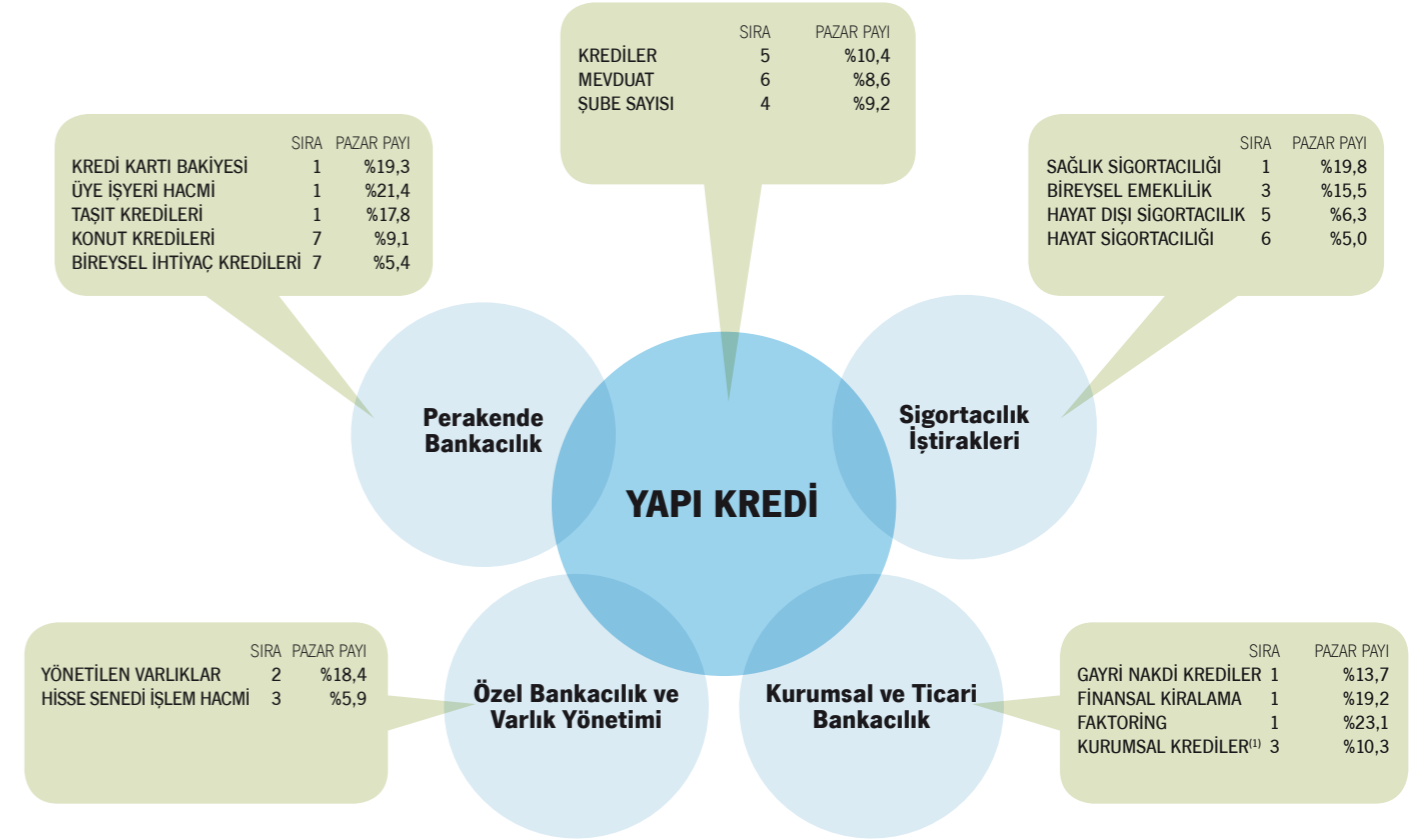 SIRA PAZAR PAYI
KREDİLER 5 %10,4
MEVDUAT 6 %8,6
ŞUBE SAYISI 4 %9,2
SIRA PAZAR PAYI
KREDİ KARTI BAKİYESİ 1 %19,3
ÜYE İŞYERİ HACMİ 1 %21,4
TAŞIT KREDİLERİ 1 %17,8
KONUT KREDİLERİ 7 %9,1
BİREYSEL İHTİYAÇ KREDİLERİ 7 %5,4
SIRA PAZAR PAYI
SAĞLIK SİGORTACILIĞI 1 %19,8
BİREYSEL EMEKLİLİK 3 %15,5
HAYAT DIŞI SİGORTACILIK 5 %6,3
HAYAT SİGORTACILIĞI 6 %5,0
Perakende
Bankacılık
Sigortacılık
İştirakleri
YAPI KREDİ
SIRA PAZAR PAYI
YÖNETİLEN VARLIKLAR 2 %18,4
HİSSE SENEDİ İŞLEM HACMİ 3 %5,9
Özel Bankacılık ve
Varlık Yönetimi
Kurumsal ve Ticari
Bankacılık
SIRA PAZAR PAYI
GAYRİ NAKDİ KREDİLER 1 %13,7
FİNANSAL KİRALAMA 1 %19,2
FAKTORİNG 1 %23,1
KURUMSAL KREDİLER(1) 3 %10,3